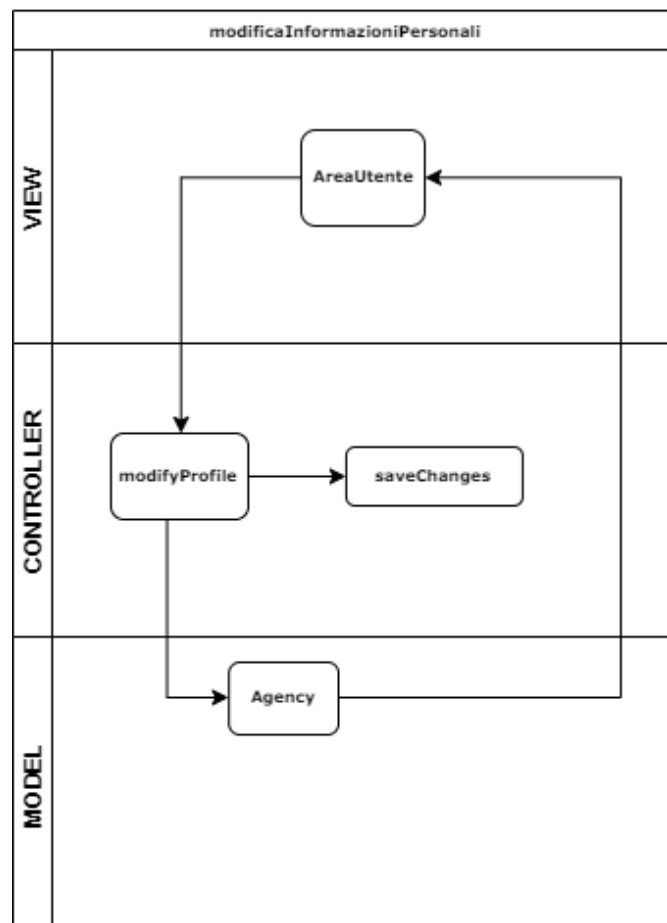 modificaInformazioniPersonali
VIEW
AreaUtente
CONTROLLER
modifyProfile
saveChanges
MODEL
Agency